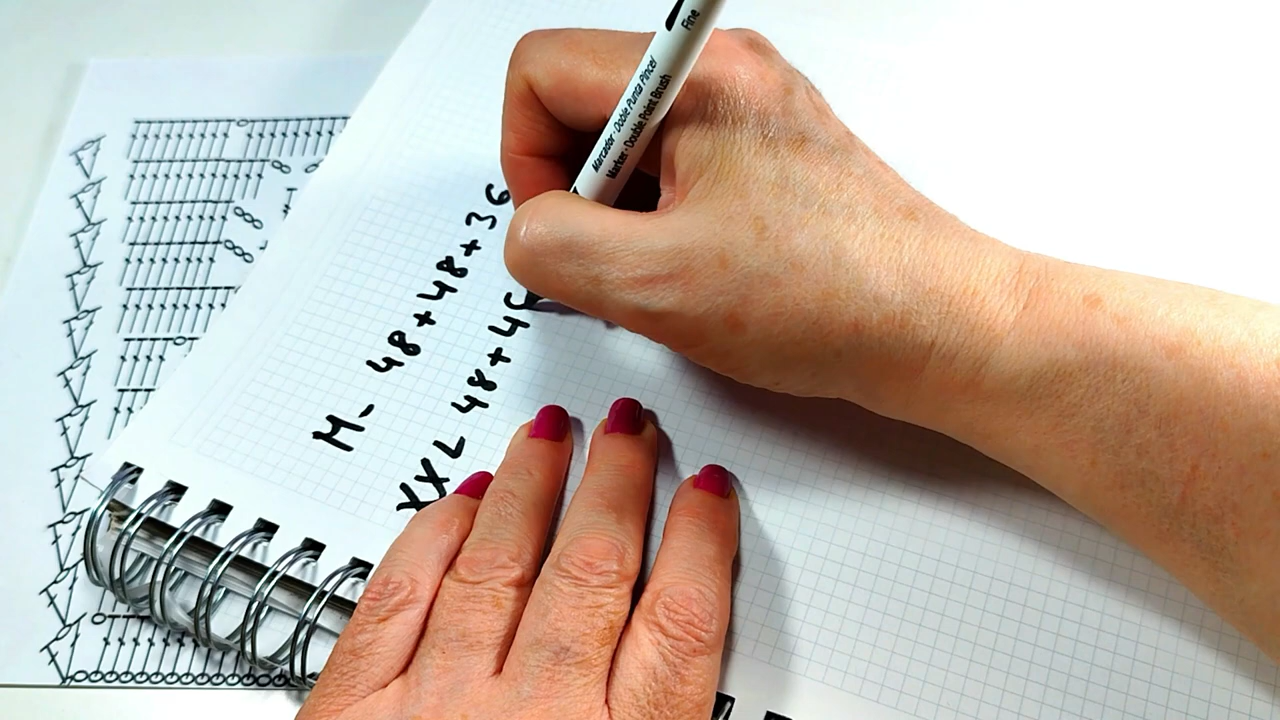 M- 48+48+36
XXL 48+4
Marcador · Doble Punta Pincel
Marker · Double Point Brush
Fine